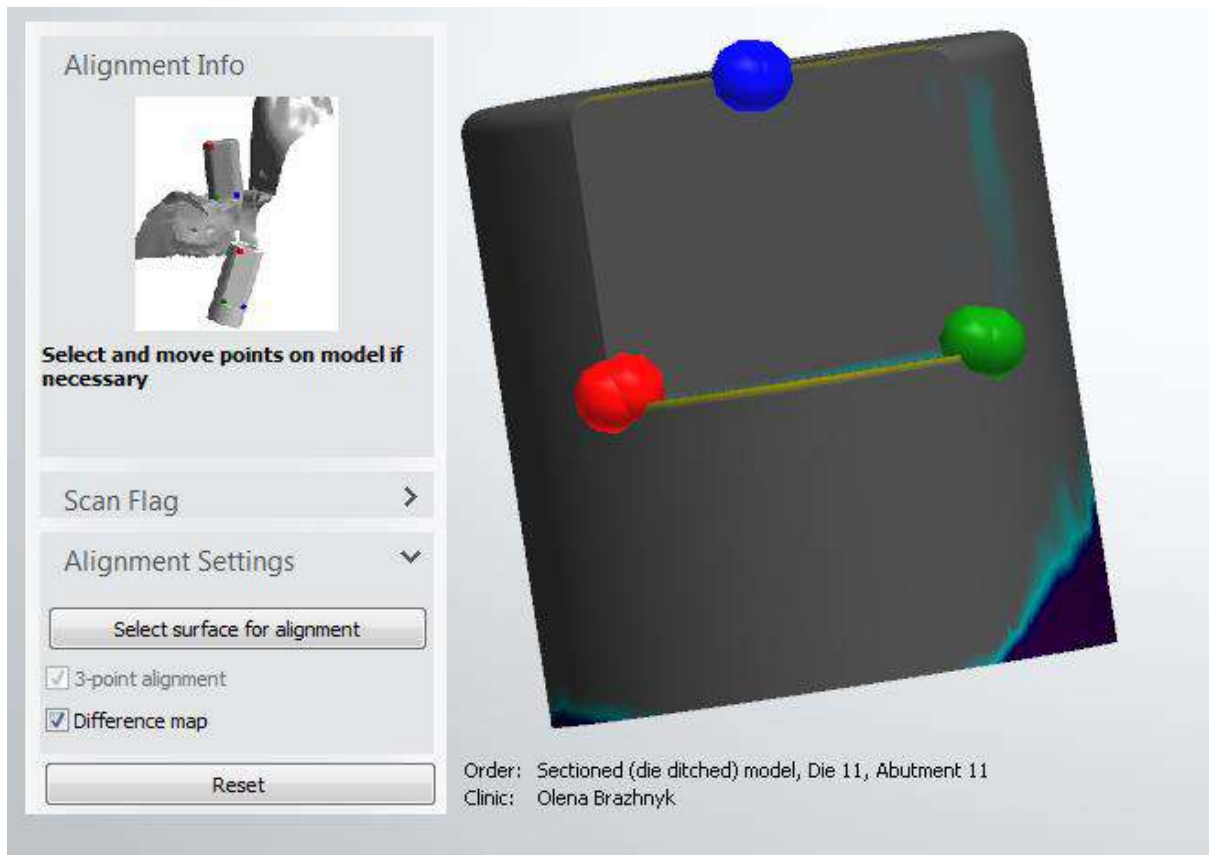 Alignment Info
Select and move points on model if
necessary
Scan Flag
Alignment Settings
Select surface for alignment
3-point alignment
Difference map
Reset
Order: Sectioned (die ditched) model, Die 11, Abutment 11
Clinic: Olena Brazhnyk